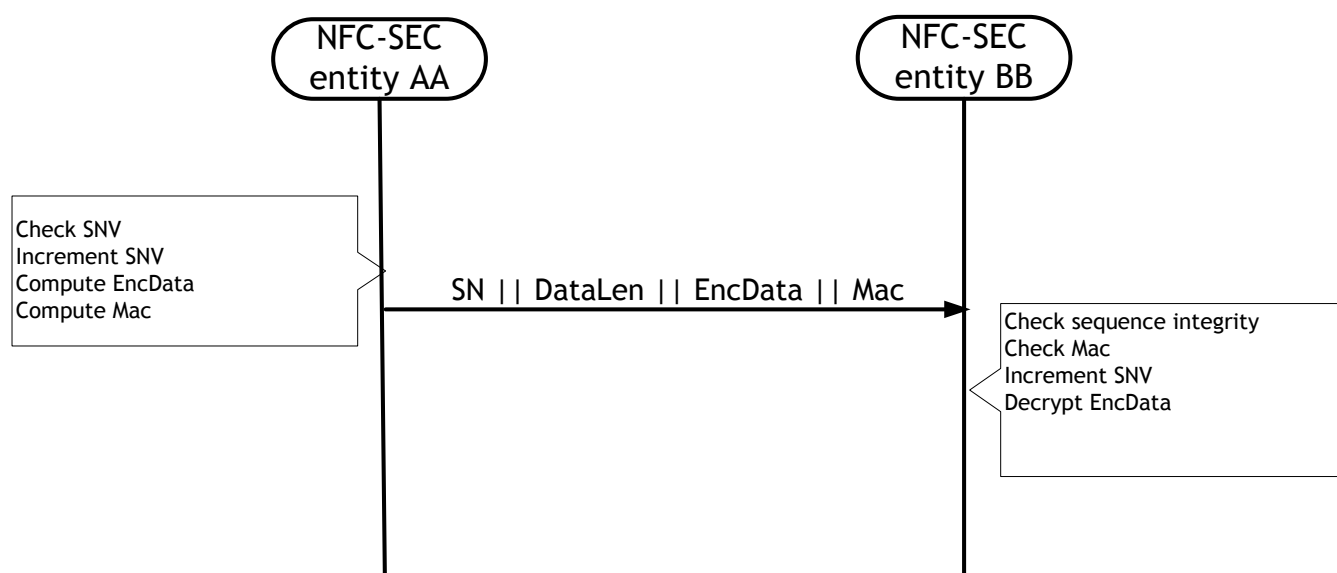 NFC-SEC
entity AA
NFC-SEC
entity BB
Check SNV
Increment SNV
Compute EncData
Compute Mac
SN || DataLen || EncData || Mac
Check sequence integrity
Check Mac
Increment SNV
Decrypt EncData